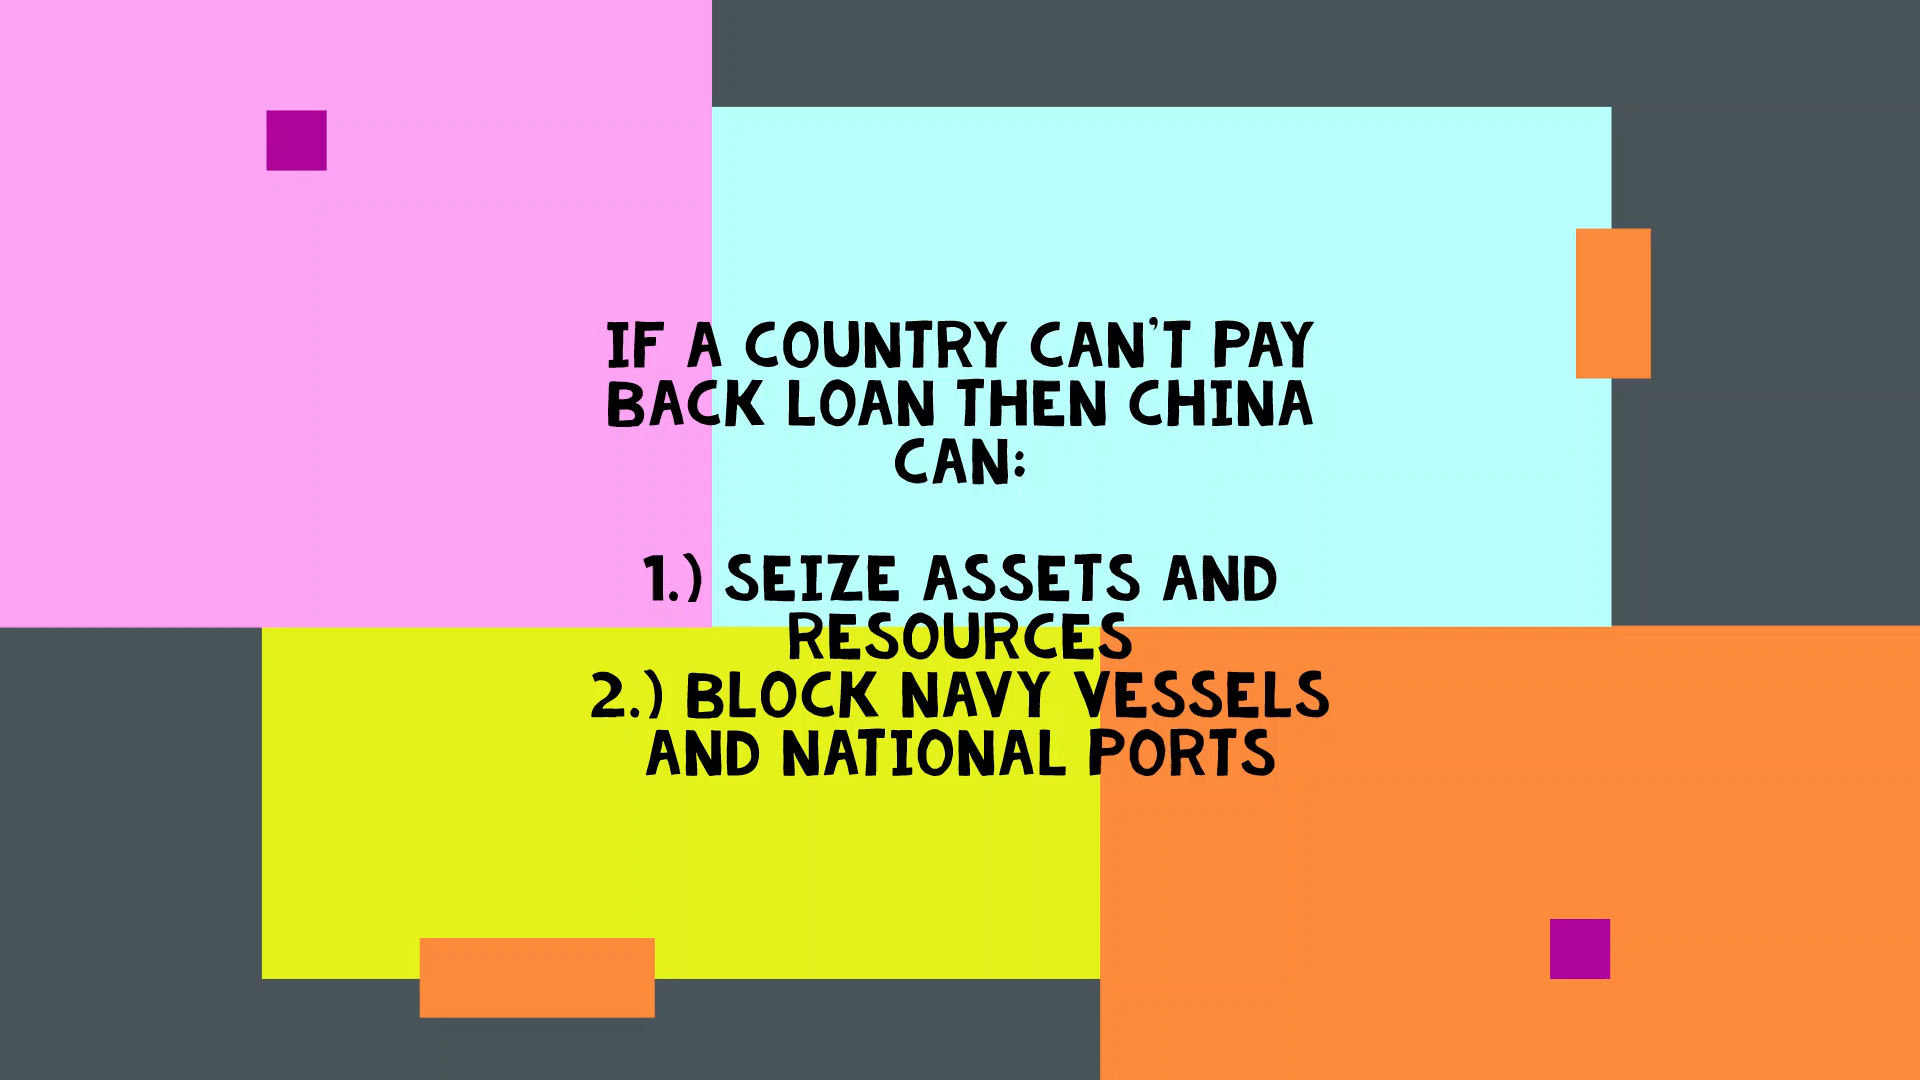 IF A COUNTRY CAN'T PAY
BACK LOAN THEN CHINA
CAN:
1.) SEIZE ASSETS AND
RESOURCES
2.) BLOCK NAVY VESSELS
AND NATIONAL PORTS